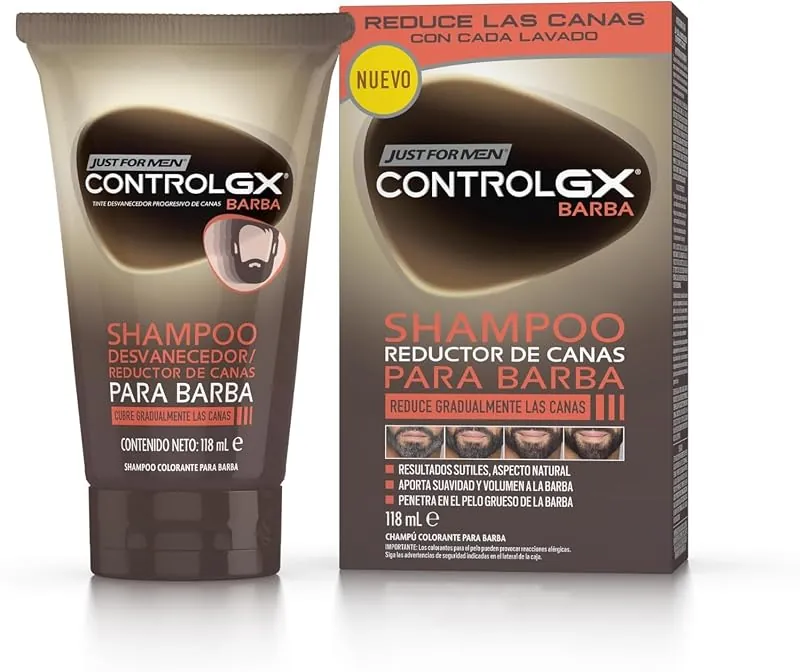 JUST FOR MEN®
CONTROLGX®
TINTE DESVANECEDOR PROGRESIVO DE CANAS BARBA
SHAMPOO
DESVANECEDOR/
REDUCTOR DE CANAS
PARA BARBA
CUBRE GRADUALMENTE LAS CANAS
CONTENIDO NETO: 118 mL e
SHAMPOO COLORANTE PARA BARBA
REDUCE LAS CANAS
CON CADA LAVADO
NUEVO
JUST FOR MEN®
CONTROLGX®
BARBA
SHAMPOO
REDUCTOR DE CANAS
PARA BARBA
REDUCE GRADUALMENTE LAS CANAS
RESULTADOS SUTILES, ASPECTO NATURAL
APORTA SUAVIDAD Y VOLUMEN A LA BARBA
PENETRA EN EL PELO GRUESO DE LA BARBA
118 mL e
CHAMPÚ COLORANTE PARA BARBA
IMPORTANTE: Los colorantes para el pelo pueden provocar reacciones alérgicas.
Siga las advertencias de seguridad indicadas en el lateral de la caja.